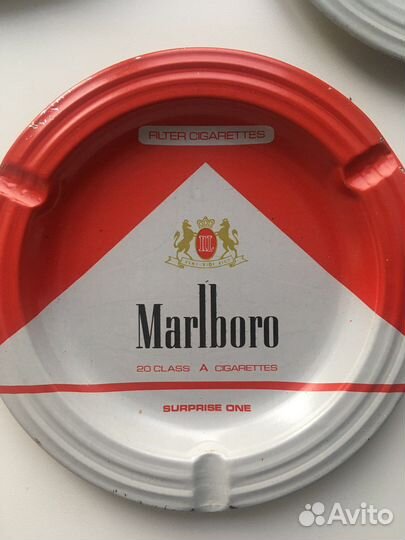 FILTER CIGARETTES
Marlboro
20 CLASS A CIGARETTES
SURPRISE ONE
Avito